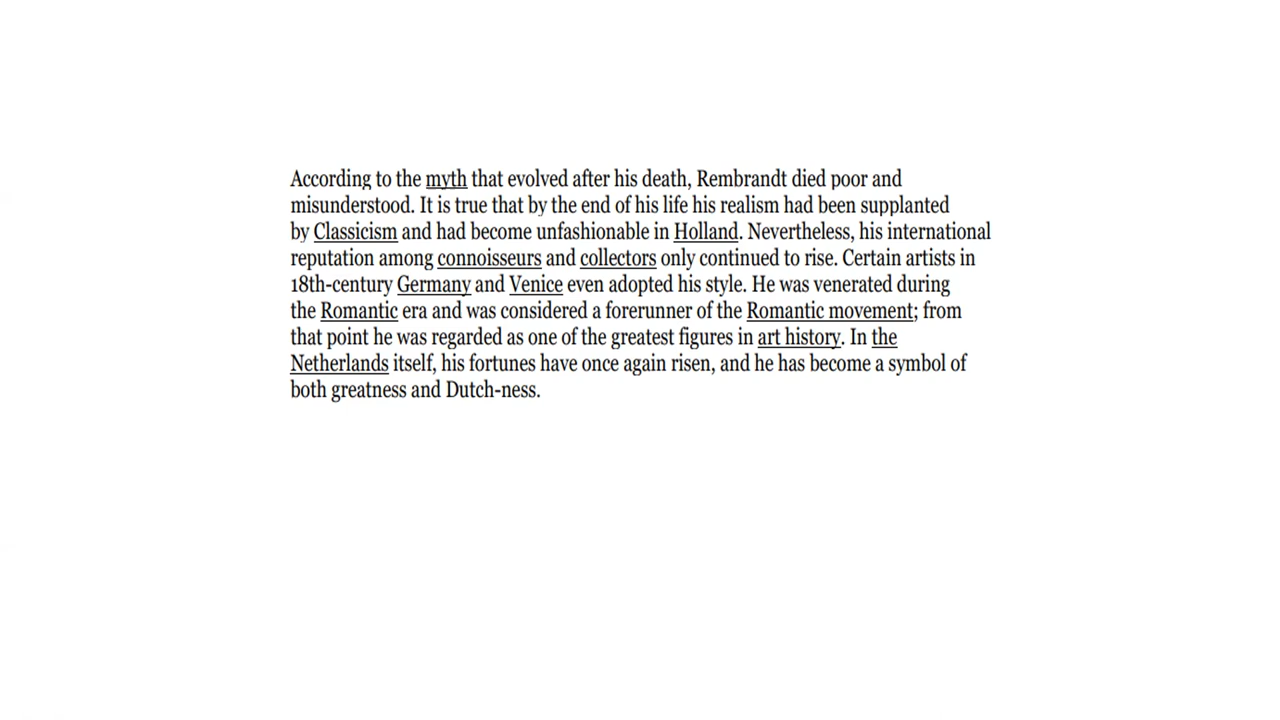 According to the myth that evolved after his death, Rembrandt died poor and
misunderstood. It is true that by the end of his life his realism had been supplanted
by Classicism and had become unfashionable in Holland. Nevertheless, his international
reputation among connoisseurs and collectors only continued to rise. Certain artists in
18th-century Germany and Venice even adopted his style. He was venerated during
the Romantic era and was considered a forerunner of the Romantic movement; from
that point he was regarded as one of the greatest figures in art history. In the
Netherlands itself, his fortunes have once again risen, and he has become a symbol of
both greatness and Dutch-ness.